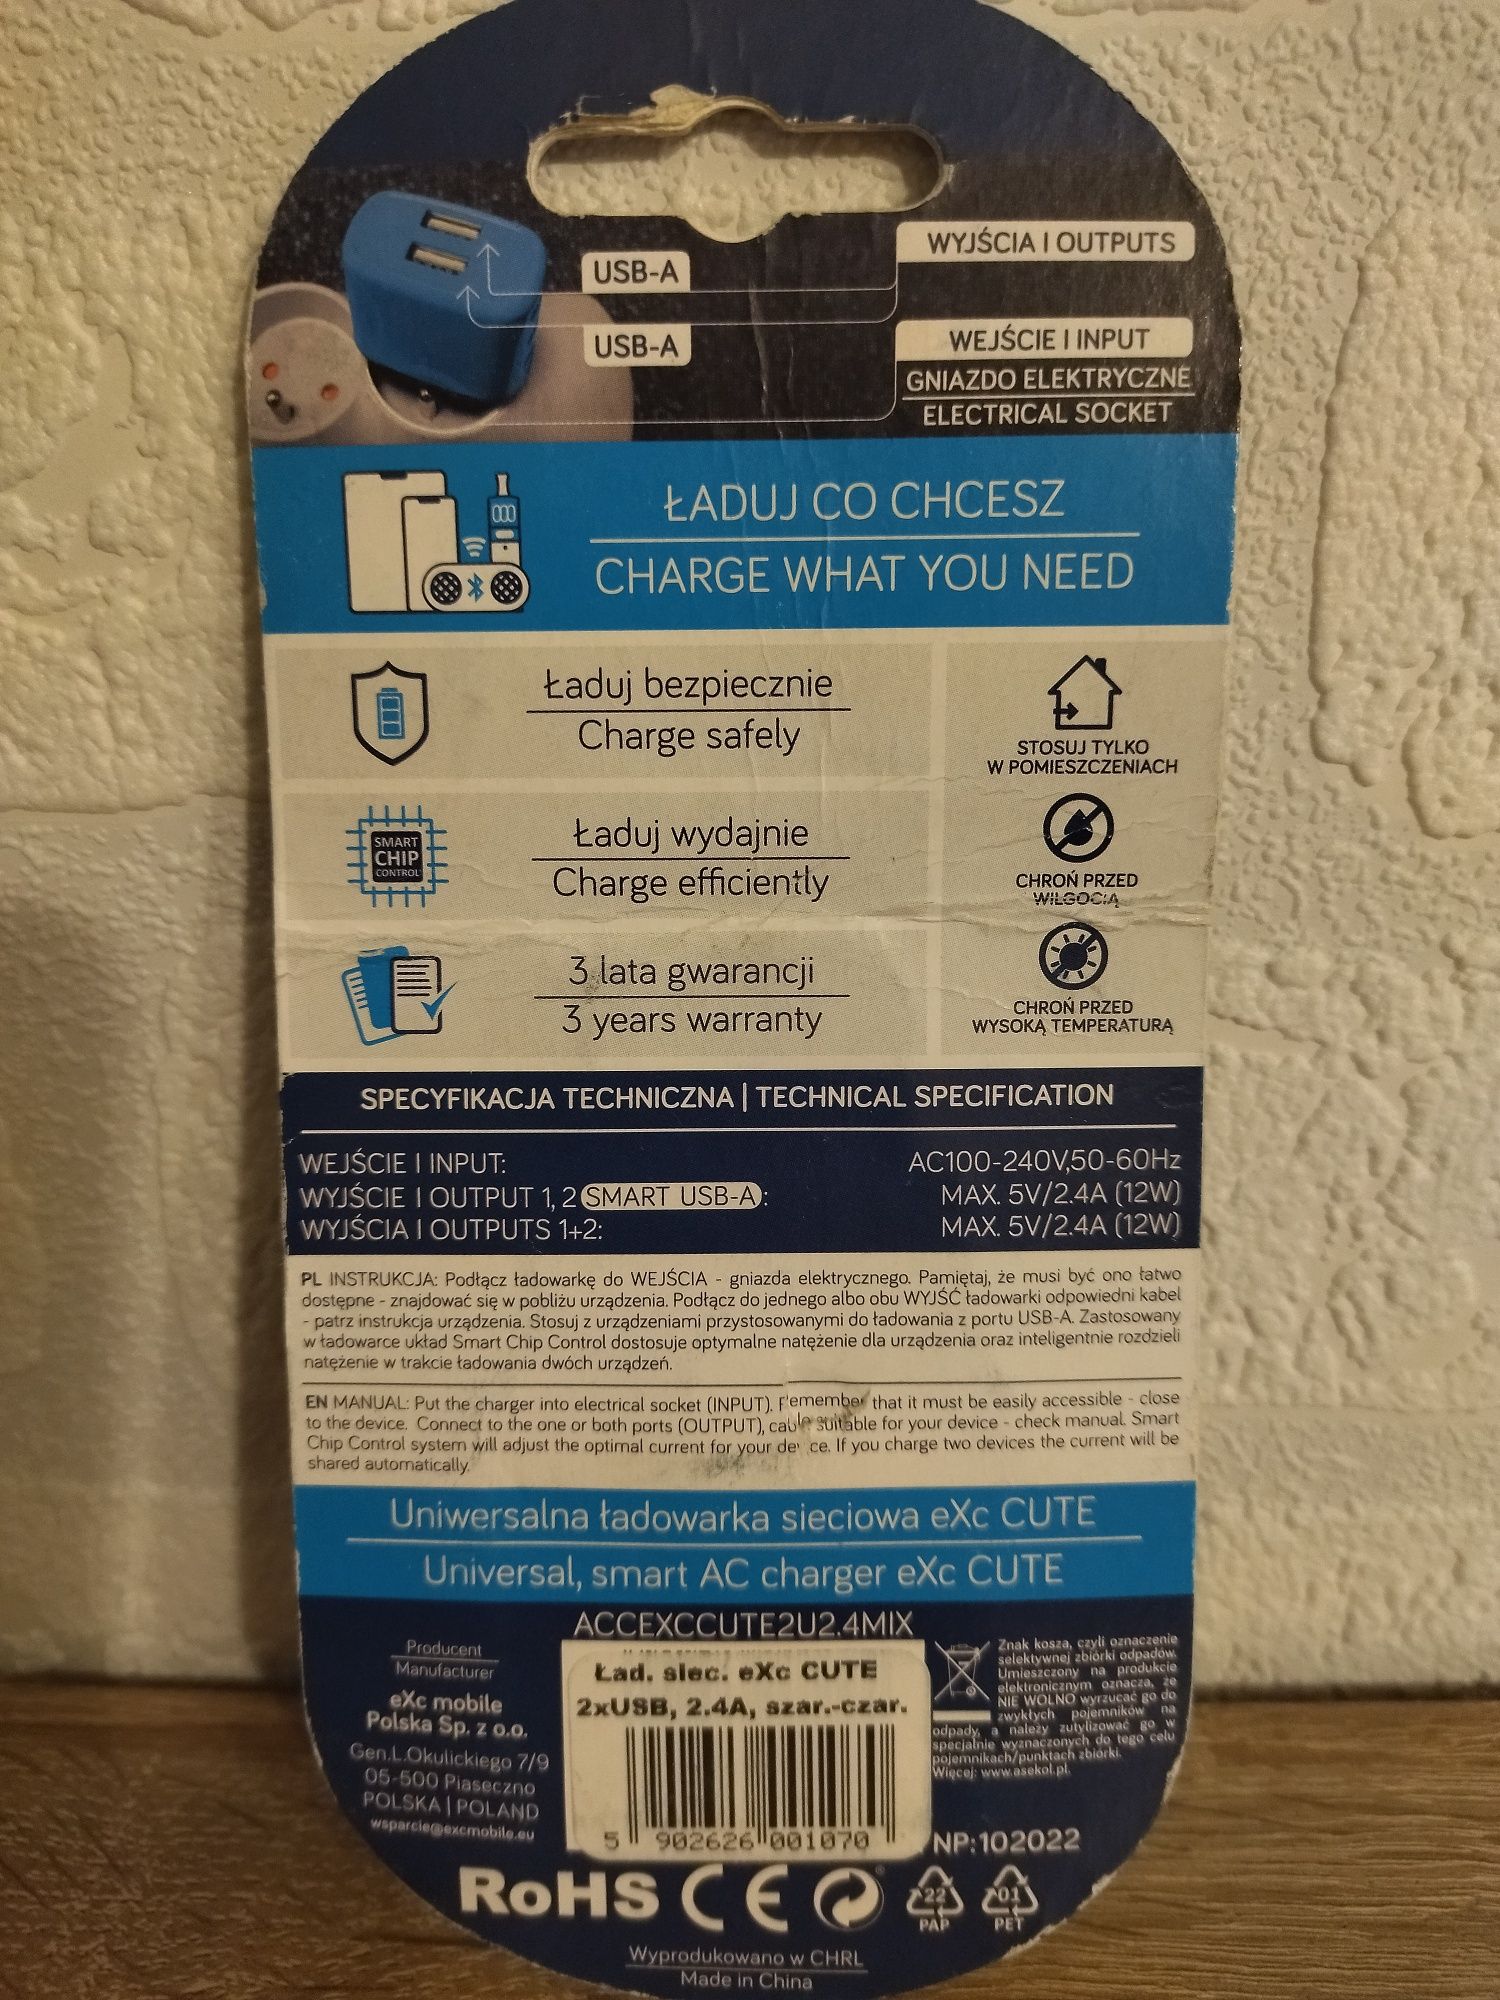 WYJŚCIA | OUTPUTS
USB-A
USB-A
WEJŚCIE | INPUT
GNIAZDO ELEKTRYCZNE
ELECTRICAL SOCKET
ŁADUJ CO CHCESZ
CHARGE WHAT YOU NEED
Ładuj bezpiecznie
Charge safely
STOSUJ TYLKO
W POMIESZCZENIACH
SMART
CHIP
CONTROL
Ładuj wydajnie
Charge efficiently
CHROŃ PRZED
WILGOCIĄ
3 lata gwarancji
3 years warranty
CHROŃ PRZED
WYSOKĄ TEMPERATURĄ
SPECYFIKACJA TECHNICZNA | TECHNICAL SPECIFICATION
WEJŚCIE | INPUT: AC100-240V,50-60Hz
WYJŚCIE | OUTPUT 1, 2 SMART USB-A: MAX. 5V/2.4A (12W)
WYJŚCIA | OUTPUTS 1+2: MAX. 5V/2.4A (12W)
PL INSTRUKCJA: Podłącz ładowarkę do WEJŚCIA - gniazda elektrycznego. Pamiętaj, że musi być ono łatwo
dostępne - znajdować się w pobliżu urządzenia. Podłącz do jednego albo obu WYJŚĆ ładowarki odpowiedni kabel
- patrz instrukcja urządzenia. Stosuj z urządzeniami przystosowanymi do ładowania z portu USB-A. Zastosowany
w ładowarce układ Smart Chip Control dostosuje optymalne natężenie dla urządzenia oraz inteligentnie rozdzieli
natężenie w trakcie ładowania dwóch urządzeń.
EN MANUAL: Put the charger into electrical socket (INPUT). Remember that it must be easily accessible - close
to the device. Connect to the one or both ports (OUTPUT), cable suitable for your device - check manual. Smart
Chip Control system will adjust the optimal current for your device. If you charge two devices the current will be
shared automatically.
Uniwersalna ładowarka sieciowa eXc CUTE
Universal, smart AC charger eXc CUTE
ACCEXCCUTE2U2.4MIX
Producent
Manufacturer
eXc mobile
Polska Sp. z o.o.
Gen.L.Okulickiego 7/9
05-500 Piaseczno
POLSKA | POLAND
wsparcie@excmobile.eu
Ład. siec. eXc CUTE
2xUSB, 2.4A, szar.-czar.
5 902626 001070
Znak kosza, czyli oznaczenie
selektywnej zbiórki odpadów.
Umieszczony na produkcie
elektronicznym oznacza, że
NIE WOLNO wyrzucać go do
zwykłych pojemników na
odpady, a należy zutylizować go w
specjalnie wyznaczonych do tego celu
pojemnikach/punktach zbiórki.
Więcej: www.asekol.pl.
NP:102022
RoHS CE
22
PAP
01
PET
Wyprodukowano w CHRL
Made in China